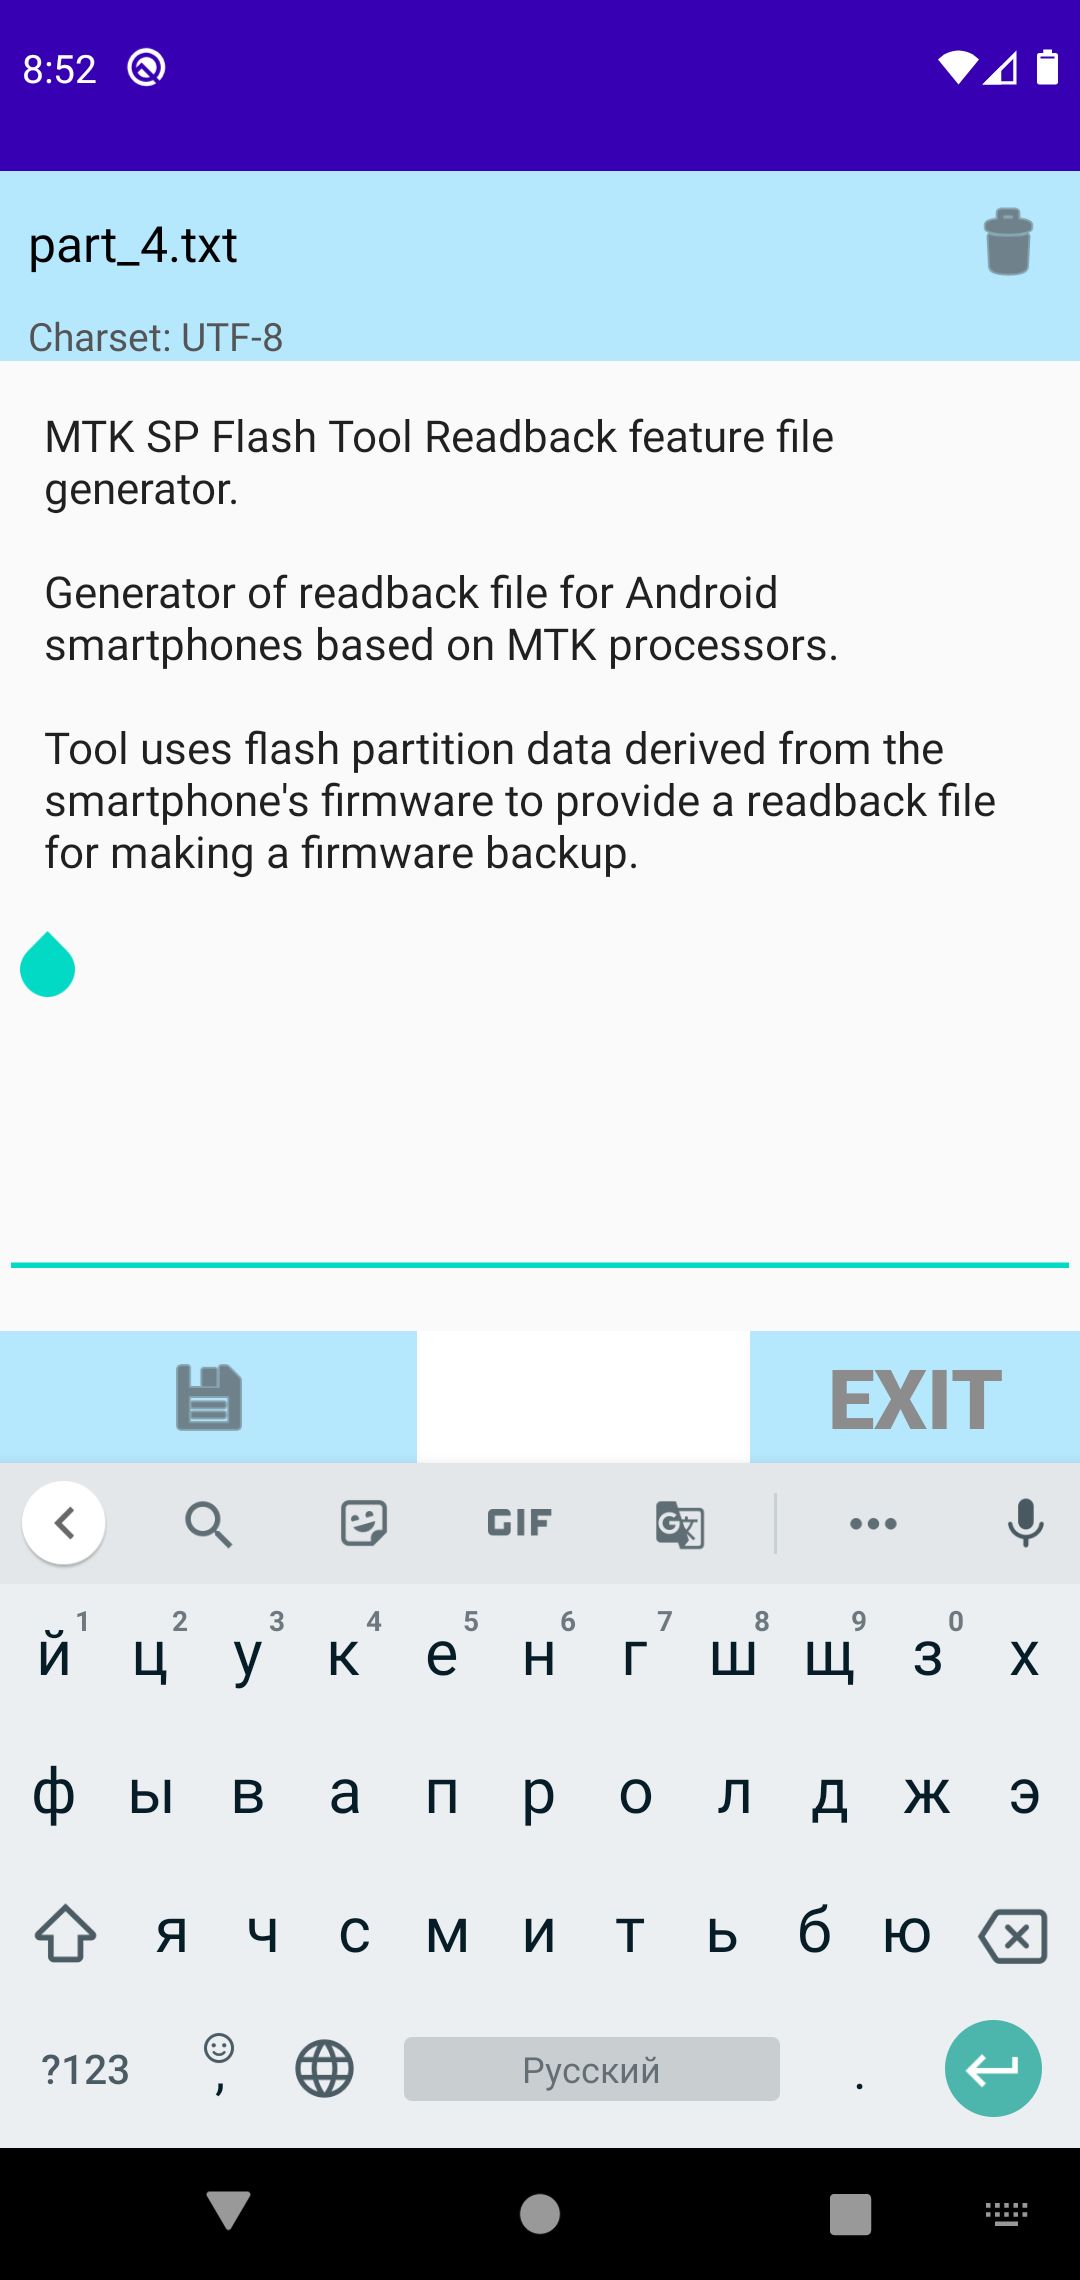 8:52
part_4.txt
Charset: UTF-8
MTK SP Flash Tool Readback feature file
generator.
Generator of readback file for Android
smartphones based on MTK processors.
Tool uses flash partition data derived from the
smartphone's firmware to provide a readback file
for making a firmware backup.
EXIT
GIF
G文
1 2 3 4 5 6 7 8 9 0
й ц у к е н г ш щ з х
ф ы в а п р о л д ж э
я ч с м и т ь б ю
?123 , Русский .